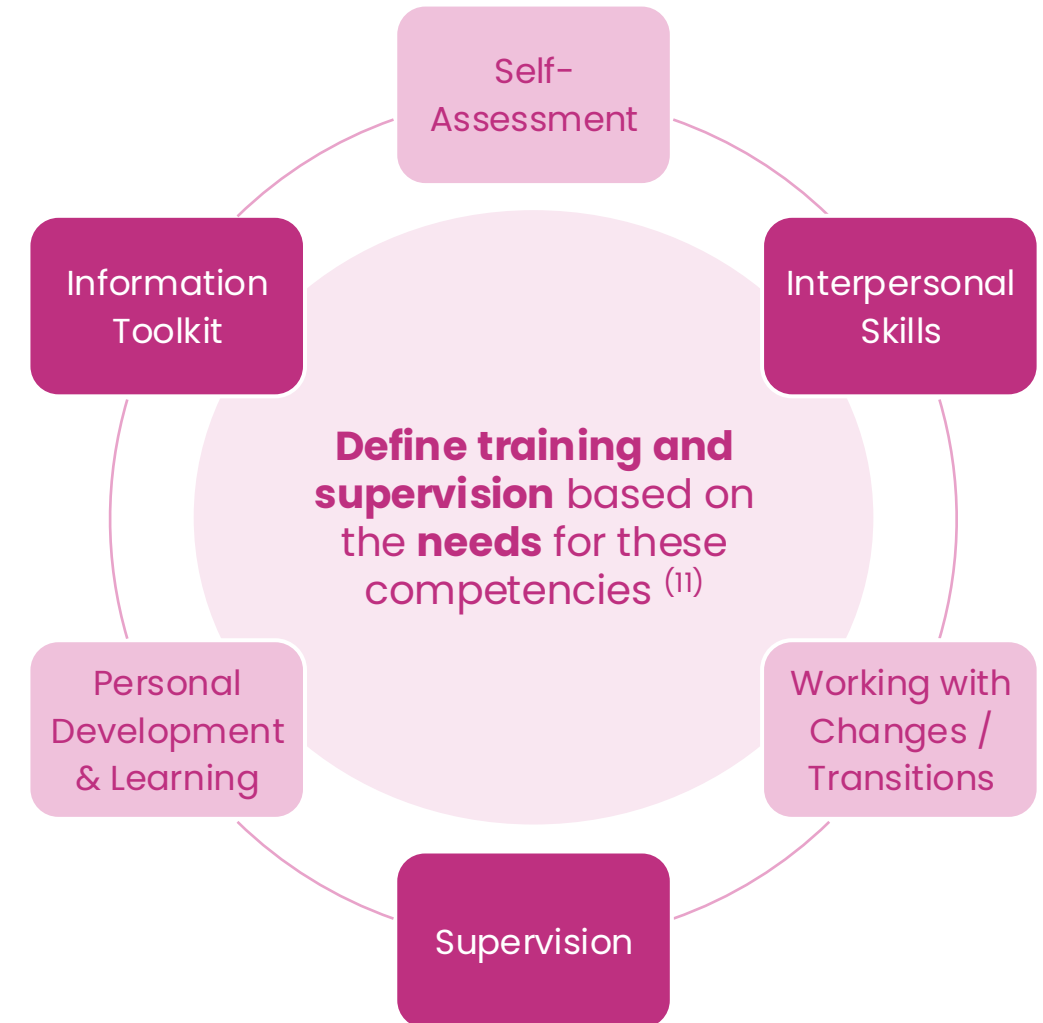 Self-
Assessment
Interpersonal
Skills
Working with
Changes /
Transitions
Supervision
Personal
Development
& Learning
Information
Toolkit
Define training and
supervision based on
the needs for these
competencies (11)